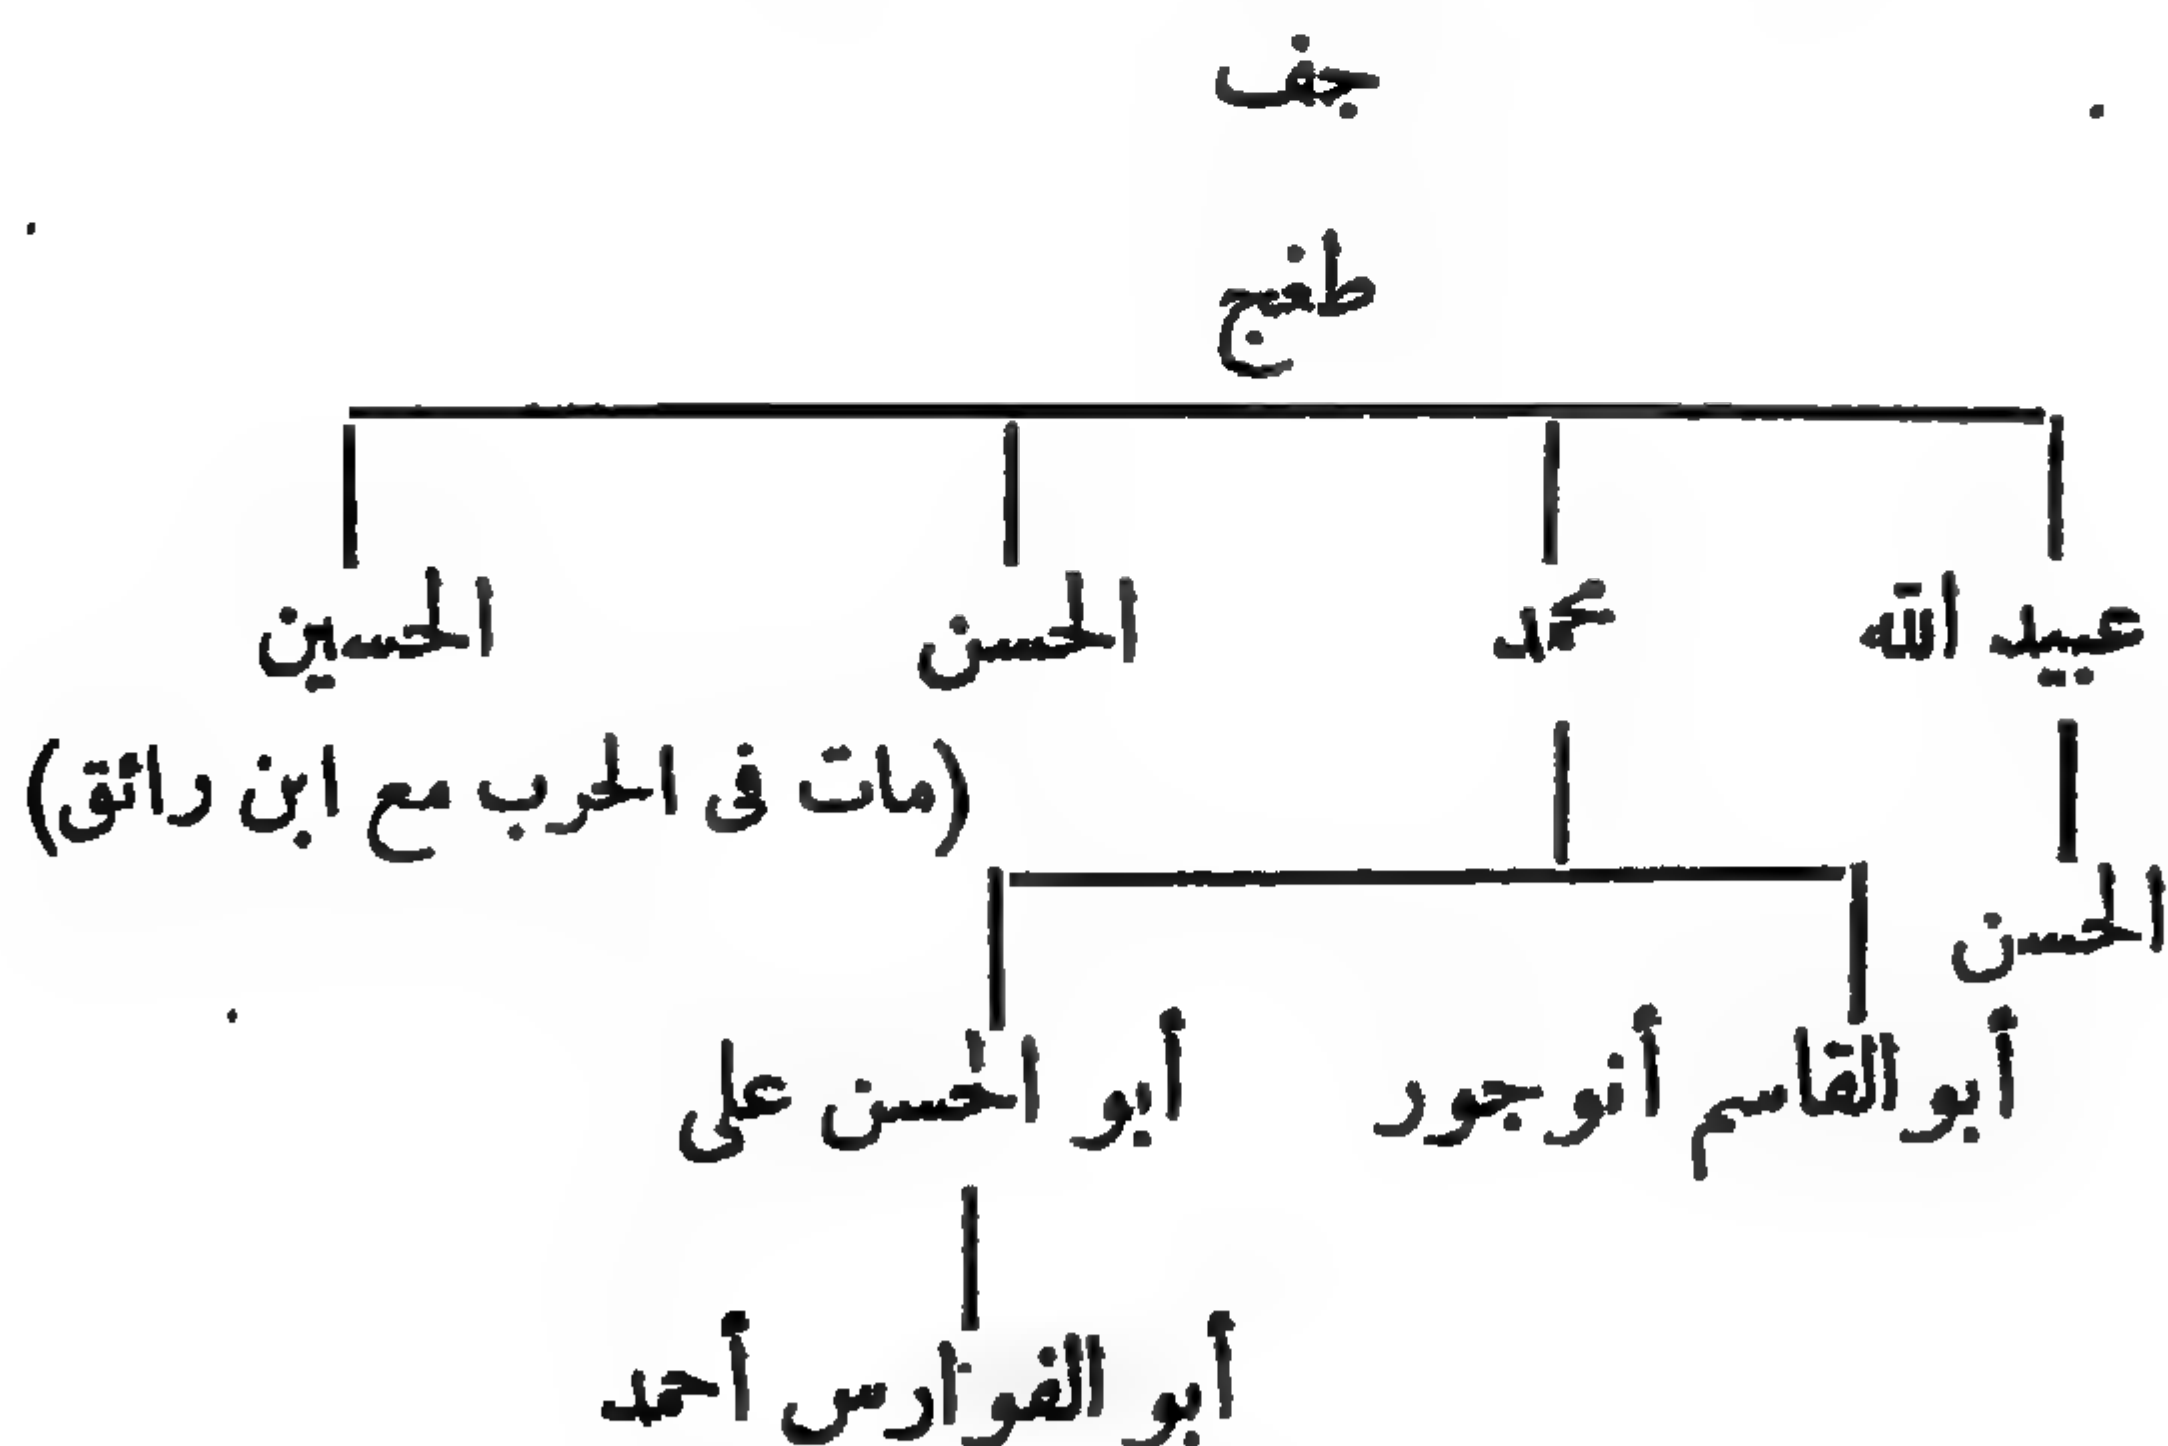 جف
طغج
عبيد الله محمد الحسن الحسين
(مات فى الحرب مع ابن رائق)
الحسن
أبو القاسم أنوجور أبو الحسن على
أبو الفوارس أحمد